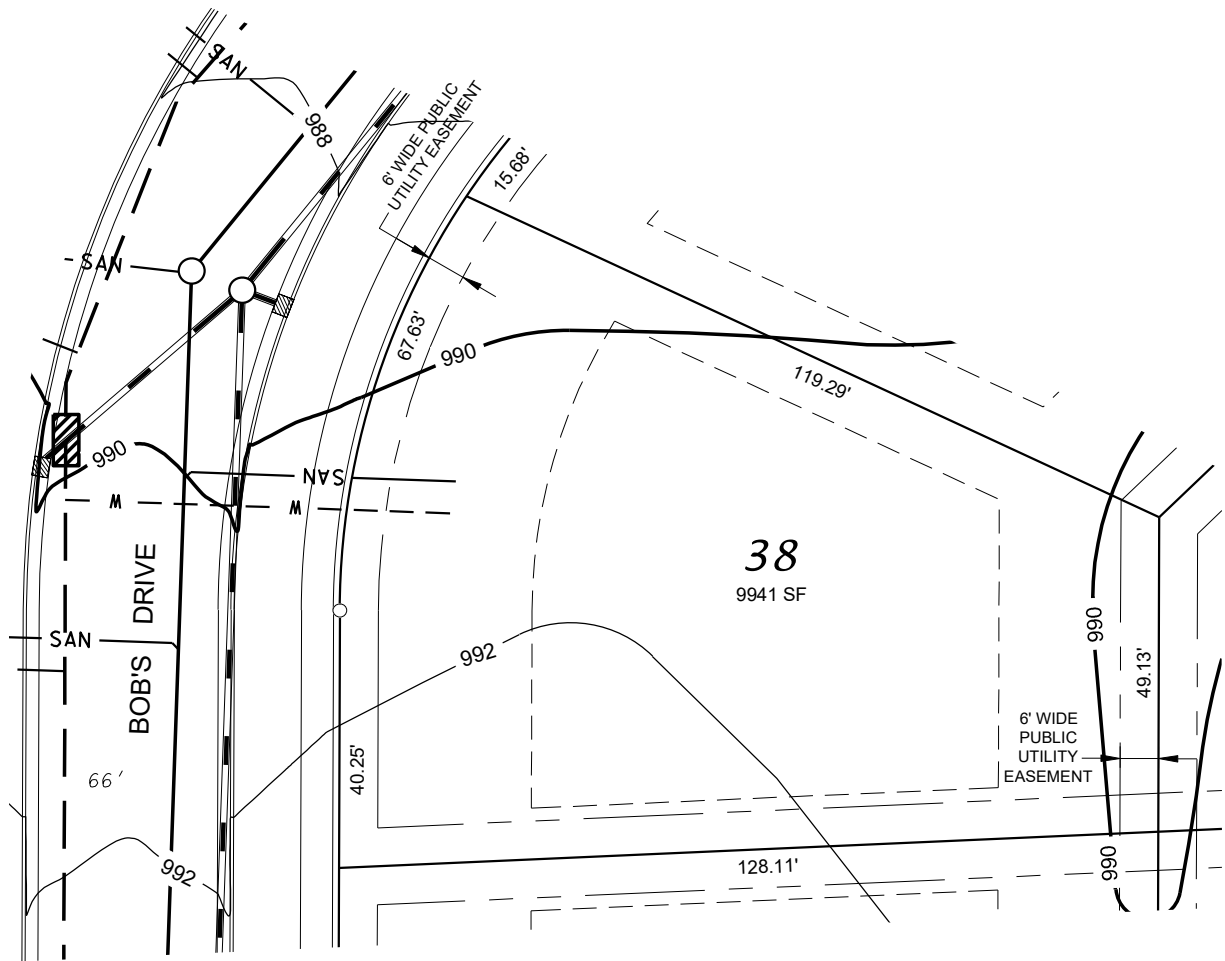 SAN
988
6' WIDE PUBLIC
UTILITY EASEMENT
15.68'
SAN
67.63'
990
119.29'
990
SAN
W
W
38
9941 SF
BOB'S DRIVE
990
SAN
992
49.13'
6' WIDE
PUBLIC
UTILITY
EASEMENT
40.25'
66'
992
128.11'
990